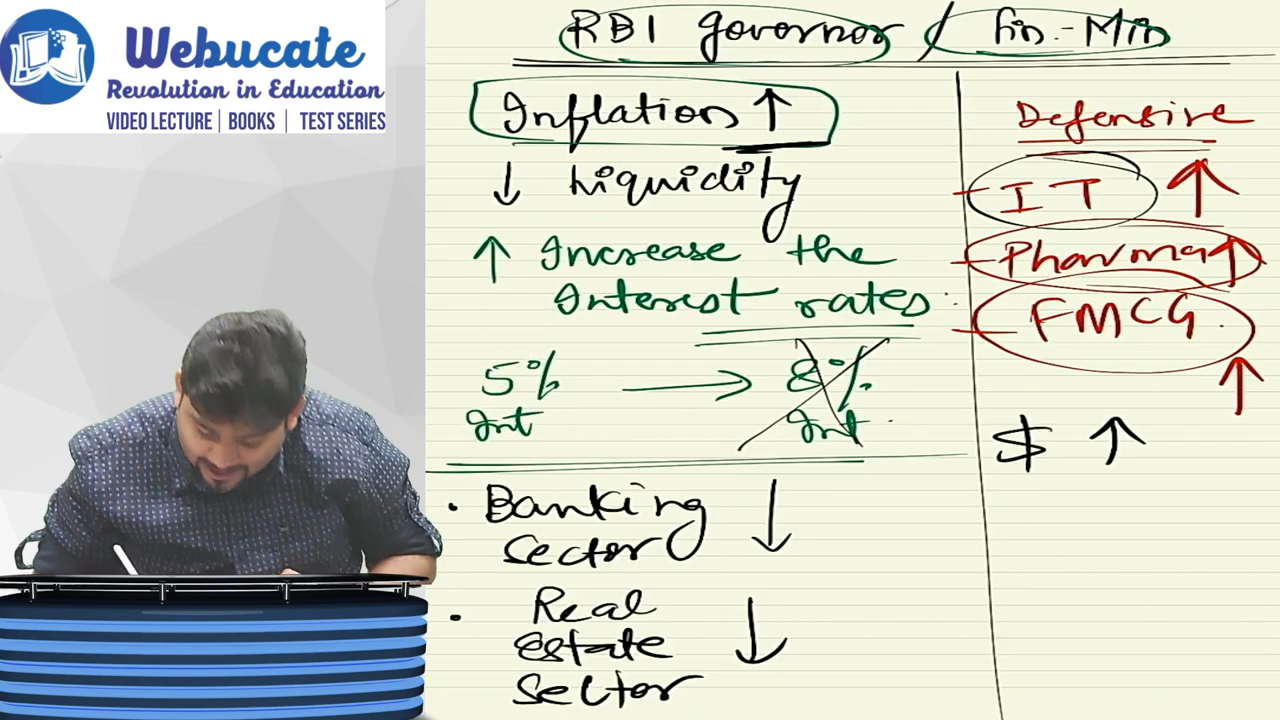 Webucate
Revolution in Education
VIDEO LECTURE | BOOKS | TEST SERIES
RBI governor / Fin.-Min
Inflation ↑
↓ Liquidity
↑ Increase the
Interest rates
5% → 8%
Int Int
• Banking ↓
Sector
• Real ↓
Estate
Sector
Defensive
- IT ↑
- Pharma ↑
- FMCG ↑
$ ↑